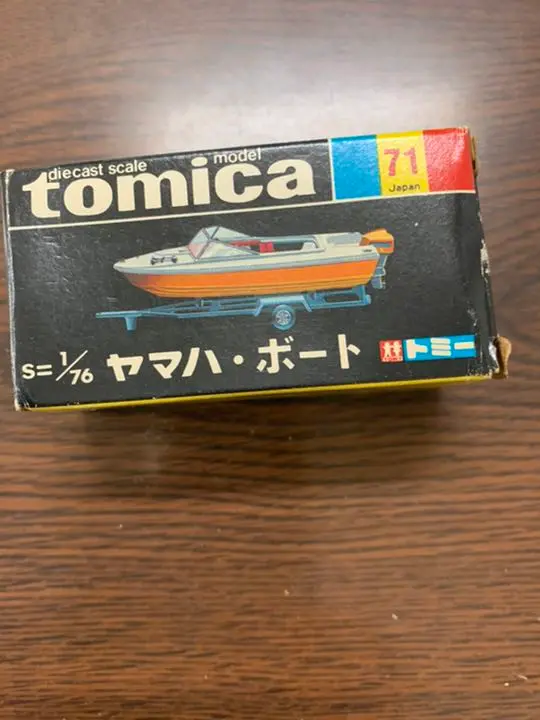 diecast scale model
tomica
71
Japan
S=1/76 ヤマハ・ボート
トミー